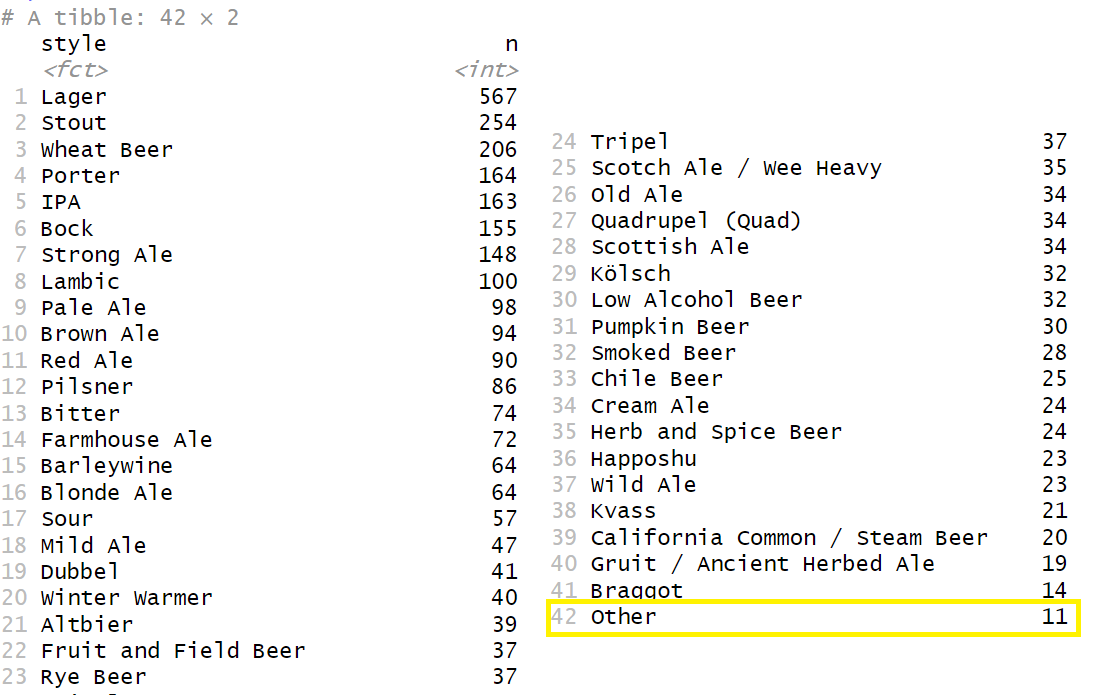 # A tibble: 42 × 2
style n
<fct> <int>
1 Lager 567
2 Stout 254
3 Wheat Beer 206
4 Porter 164
5 IPA 163
6 Bock 155
7 Strong Ale 148
8 Lambic 100
9 Pale Ale 98
10 Brown Ale 94
11 Red Ale 90
12 Pilsner 86
13 Bitter 74
14 Farmhouse Ale 72
15 Barleywine 64
16 Blonde Ale 64
17 Sour 57
18 Mild Ale 47
19 Dubbel 41
20 Winter Warmer 40
21 Altbier 39
22 Fruit and Field Beer 37
23 Rye Beer 37
24 Tripel 37
25 Scotch Ale / Wee Heavy 35
26 Old Ale 34
27 Quadrupel (Quad) 34
28 Scottish Ale 34
29 Kölsch 32
30 Low Alcohol Beer 32
31 Pumpkin Beer 30
32 Smoked Beer 28
33 Chile Beer 25
34 Cream Ale 24
35 Herb and Spice Beer 24
36 Happoshu 23
37 Wild Ale 23
38 Kvass 21
39 California Common / Steam Beer 20
40 Gruit / Ancient Herbed Ale 19
41 Braggot 14
42 Other 11